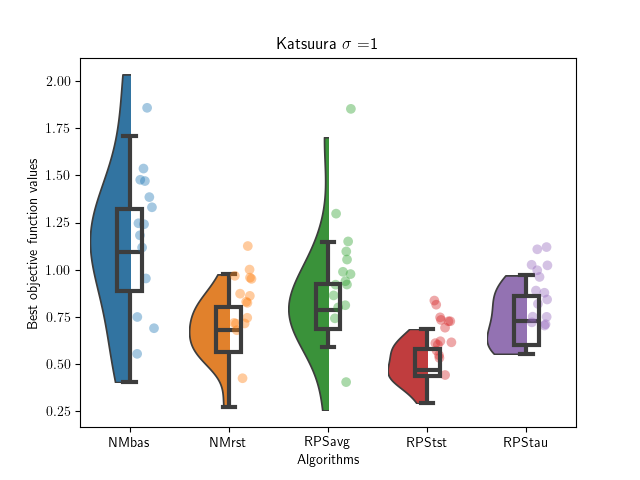 Katsuura σ =1
Best objective function values
2.00
1.75
1.50
1.25
1.00
0.75
0.50
0.25
NMbas NMrst RPSavg RPStst RPStau
Algorithms